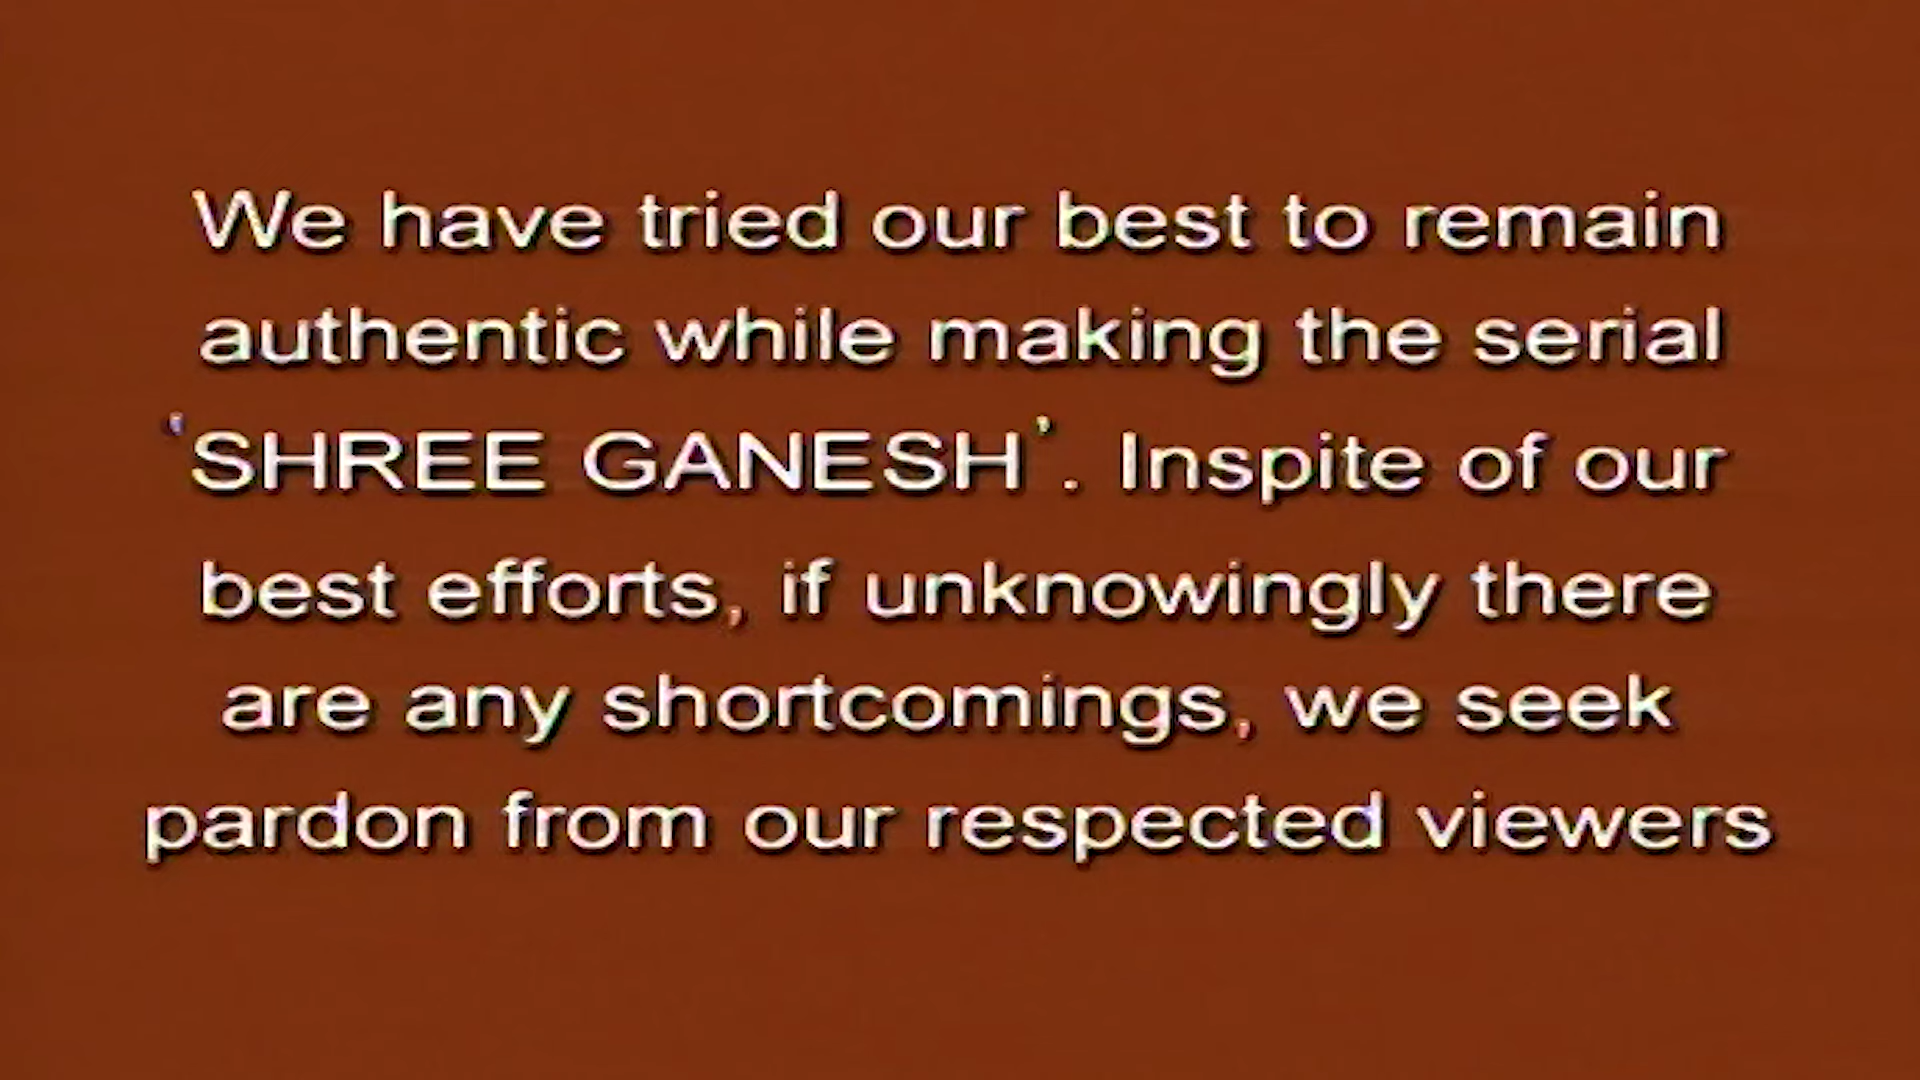 We have tried our best to remain
authentic while making the serial
'SHREE GANESH'. Inspite of our
best efforts, if unknowingly there
are any shortcomings, we seek
pardon from our respected viewers